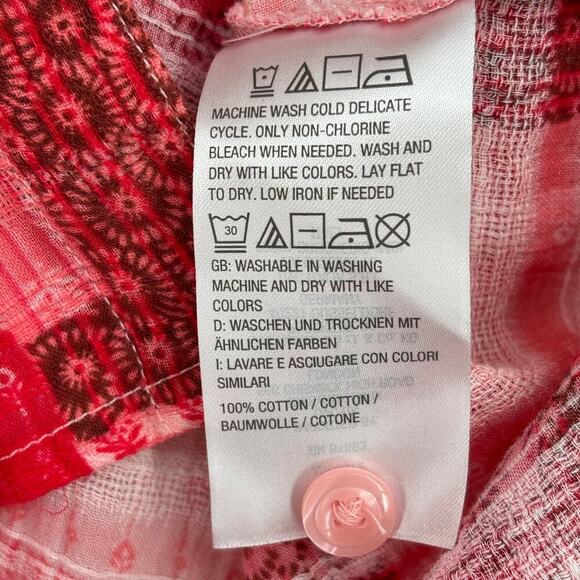 MACHINE WASH COLD DELICATE
CYCLE. ONLY NON-CHLORINE
BLEACH WHEN NEEDED. WASH AND
DRY WITH LIKE COLORS. LAY FLAT
TO DRY. LOW IRON IF NEEDED
30
GB: WASHABLE IN WASHING
MACHINE AND DRY WITH LIKE
COLORS
D: WASCHEN UND TROCKNEN MIT
ÄHNLICHEN FARBEN
I: LAVARE E ASCIUGARE CON COLORI
SIMILARI
100% COTTON / COTTON /
BAUMWOLLE / COTONE